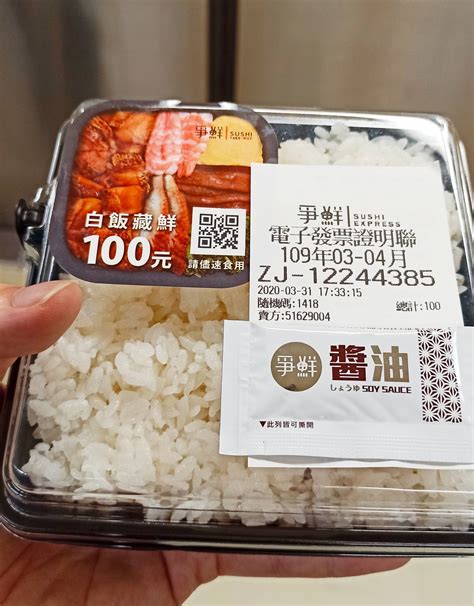 爭鮮 SUSHI TAKE OUT
白飯藏鮮
100元
請儘速食用
爭鮮 SUSHI EXPRESS
電子發票證明聯
109年03-04月
ZJ-12244385
2020-03-31 17:33:15
隨機碼:1418 總計:100
賣方:51629004
爭鮮 醬油
しょうゆ SOY SAUCE
▼此列皆可撕開